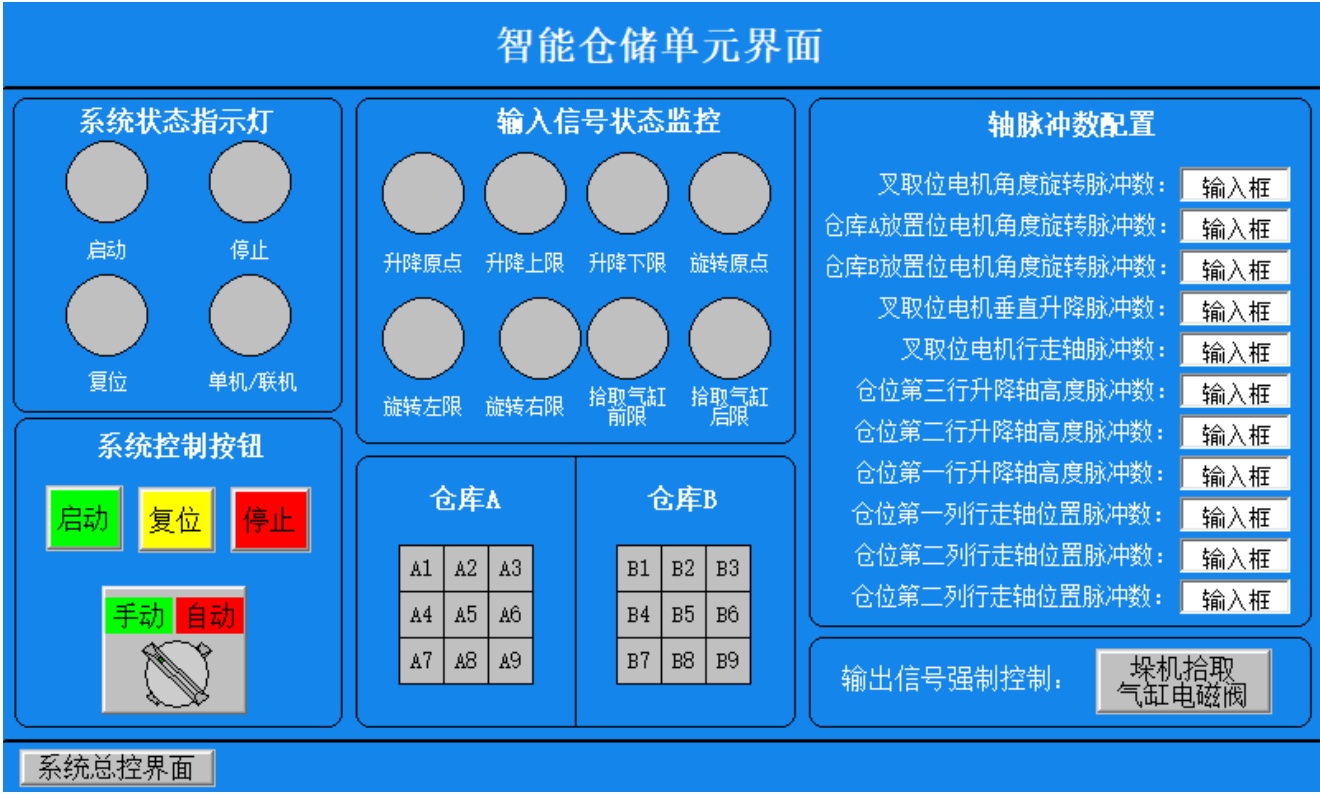 智能仓储单元界面
系统状态指示灯
启动 停止
复位 单机/联机
系统控制按钮
启动 复位 停止
手动 自动
输入信号状态监控
升降原点 升降上限 升降下限 旋转原点
旋转左限 旋转右限 拾取气缸 拾取气缸
前限 后限
仓库A 仓库B
A1 A2 A3 B1 B2 B3
A4 A5 A6 B4 B5 B6
A7 A8 A9 B7 B8 B9
轴脉冲数配置
叉取位电机角度旋转脉冲数: 输入框
仓库A放置位电机角度旋转脉冲数: 输入框
仓库B放置位电机角度旋转脉冲数: 输入框
叉取位电机垂直升降脉冲数: 输入框
叉取位电机行走轴脉冲数: 输入框
仓位第三行升降轴高度脉冲数: 输入框
仓位第二行升降轴高度脉冲数: 输入框
仓位第一行升降轴高度脉冲数: 输入框
仓位第一列行走轴位置脉冲数: 输入框
仓位第二列行走轴位置脉冲数: 输入框
仓位第二列行走轴位置脉冲数: 输入框
输出信号强制控制: 垛机拾取
气缸电磁阀
系统总控界面